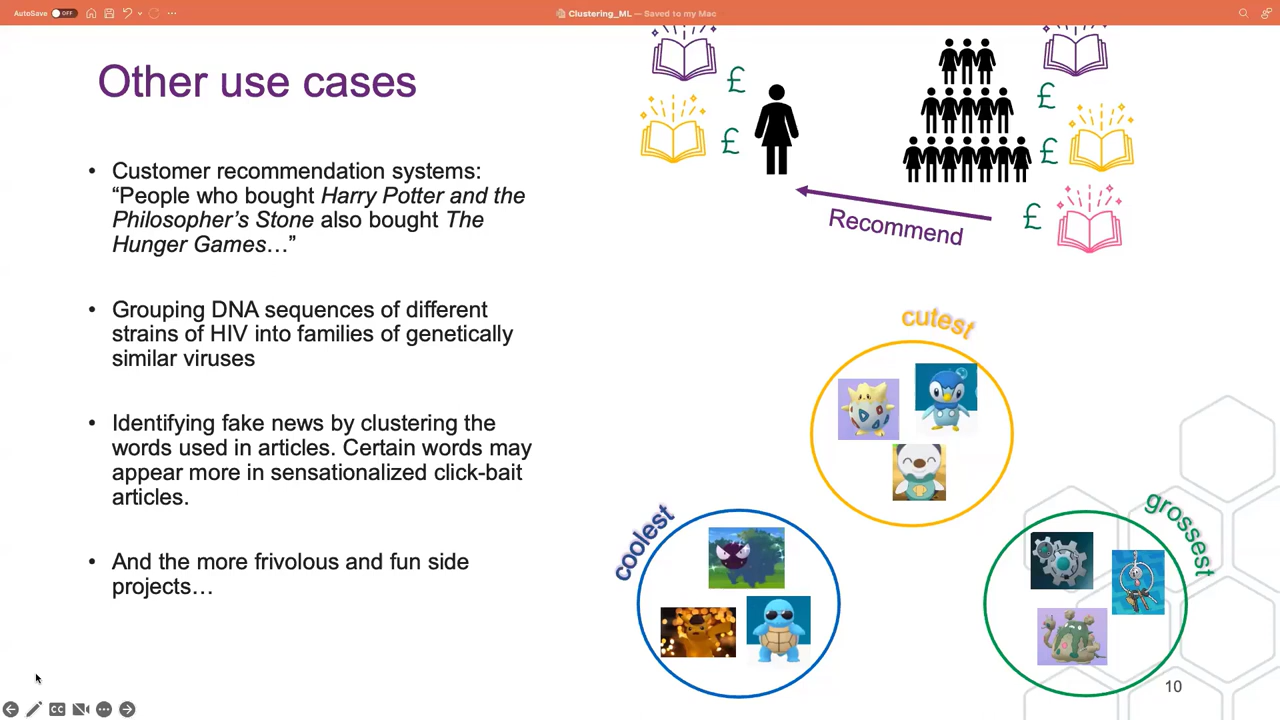 AutoSave OFF
Clustering_ML — Saved to my Mac
Other use cases
• Customer recommendation systems:
“People who bought Harry Potter and the
Philosopher’s Stone also bought The
Hunger Games…”
• Grouping DNA sequences of different
strains of HIV into families of genetically
similar viruses
• Identifying fake news by clustering the
words used in articles. Certain words may
appear more in sensationalized click-bait
articles.
• And the more frivolous and fun side
projects…
£
£
£
£
£
Recommend
cutest
coolest
grossest
10
CC